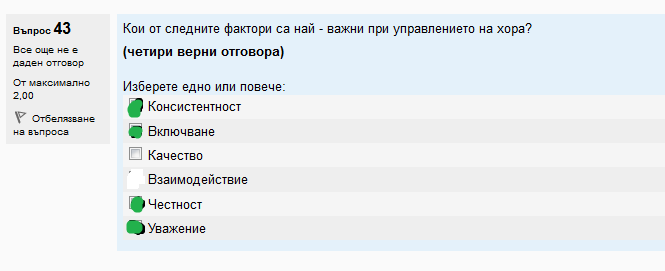 Въпрос 43
Все още не е
даден отговор
От максимално
2,00
Отбелязване
на въпроса
Кои от следните фактори са най - важни при управлението на хора?
(четири верни отговора)
Изберете едно или повече:
Консистентност
Включване
Качество
Взаимодействие
Честност
Уважение